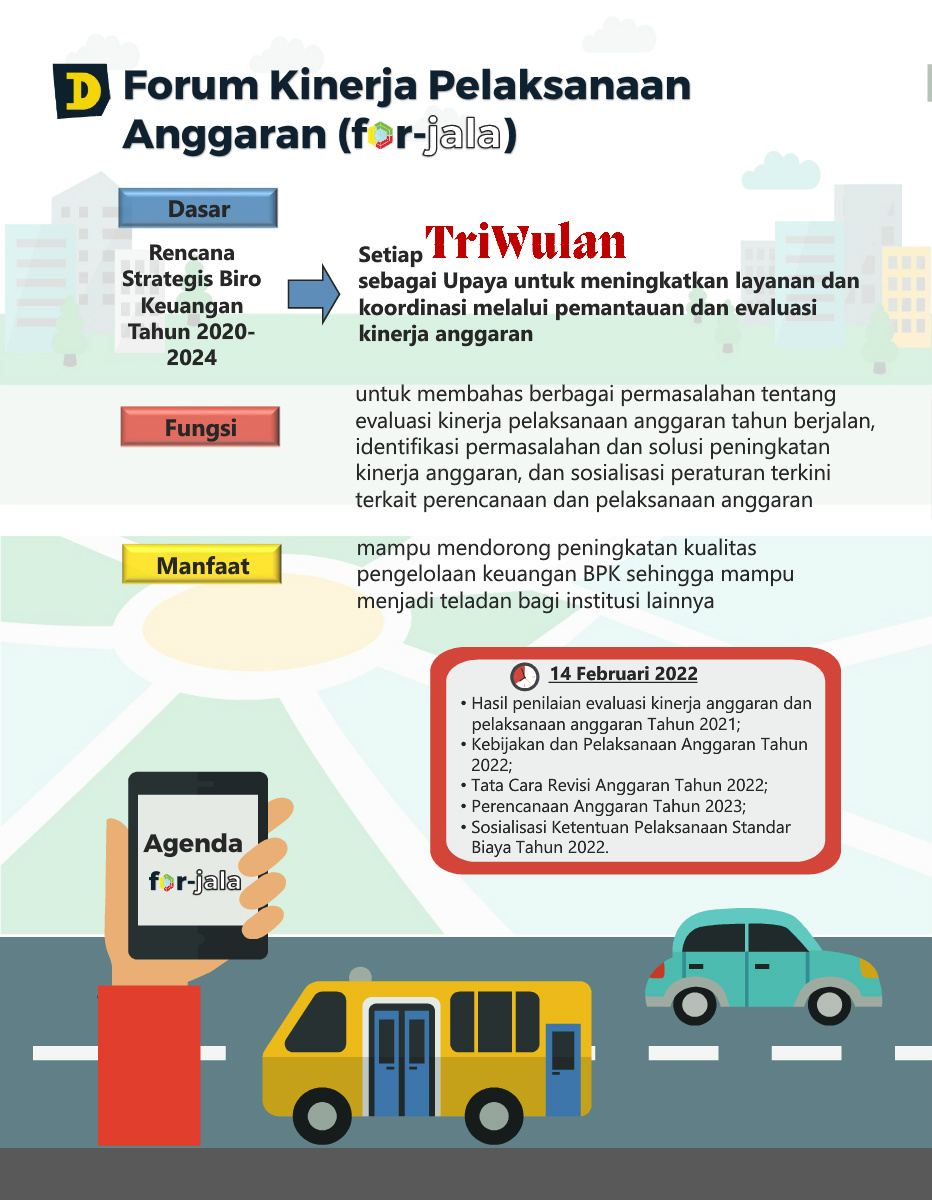 D
Forum Kinerja Pelaksanaan
Anggaran (for-jala)
Dasar
Rencana
Strategis Biro
Keuangan
Tahun 2020-
2024
Setiap TriWulan
sebagai Upaya untuk meningkatkan layanan dan
koordinasi melalui pemantauan dan evaluasi
kinerja anggaran
Fungsi
untuk membahas berbagai permasalahan tentang
evaluasi kinerja pelaksanaan anggaran tahun berjalan,
identifikasi permasalahan dan solusi peningkatan
kinerja anggaran, dan sosialisasi peraturan terkini
terkait perencanaan dan pelaksanaan anggaran
Manfaat
mampu mendorong peningkatan kualitas
pengelolaan keuangan BPK sehingga mampu
menjadi teladan bagi institusi lainnya
14 Februari 2022
• Hasil penilaian evaluasi kinerja anggaran dan
pelaksanaan anggaran Tahun 2021;
• Kebijakan dan Pelaksanaan Anggaran Tahun
2022;
• Tata Cara Revisi Anggaran Tahun 2022;
• Perencanaan Anggaran Tahun 2023;
• Sosialisasi Ketentuan Pelaksanaan Standar
Biaya Tahun 2022.
Agenda
for-jala